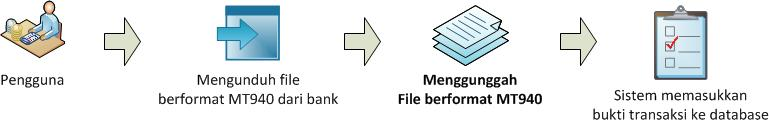 Pengguna
Mengunduh file
berformat MT940 dari bank
Menggunggah
File berformat MT940
Sistem memasukkan
bukti transaksi ke database